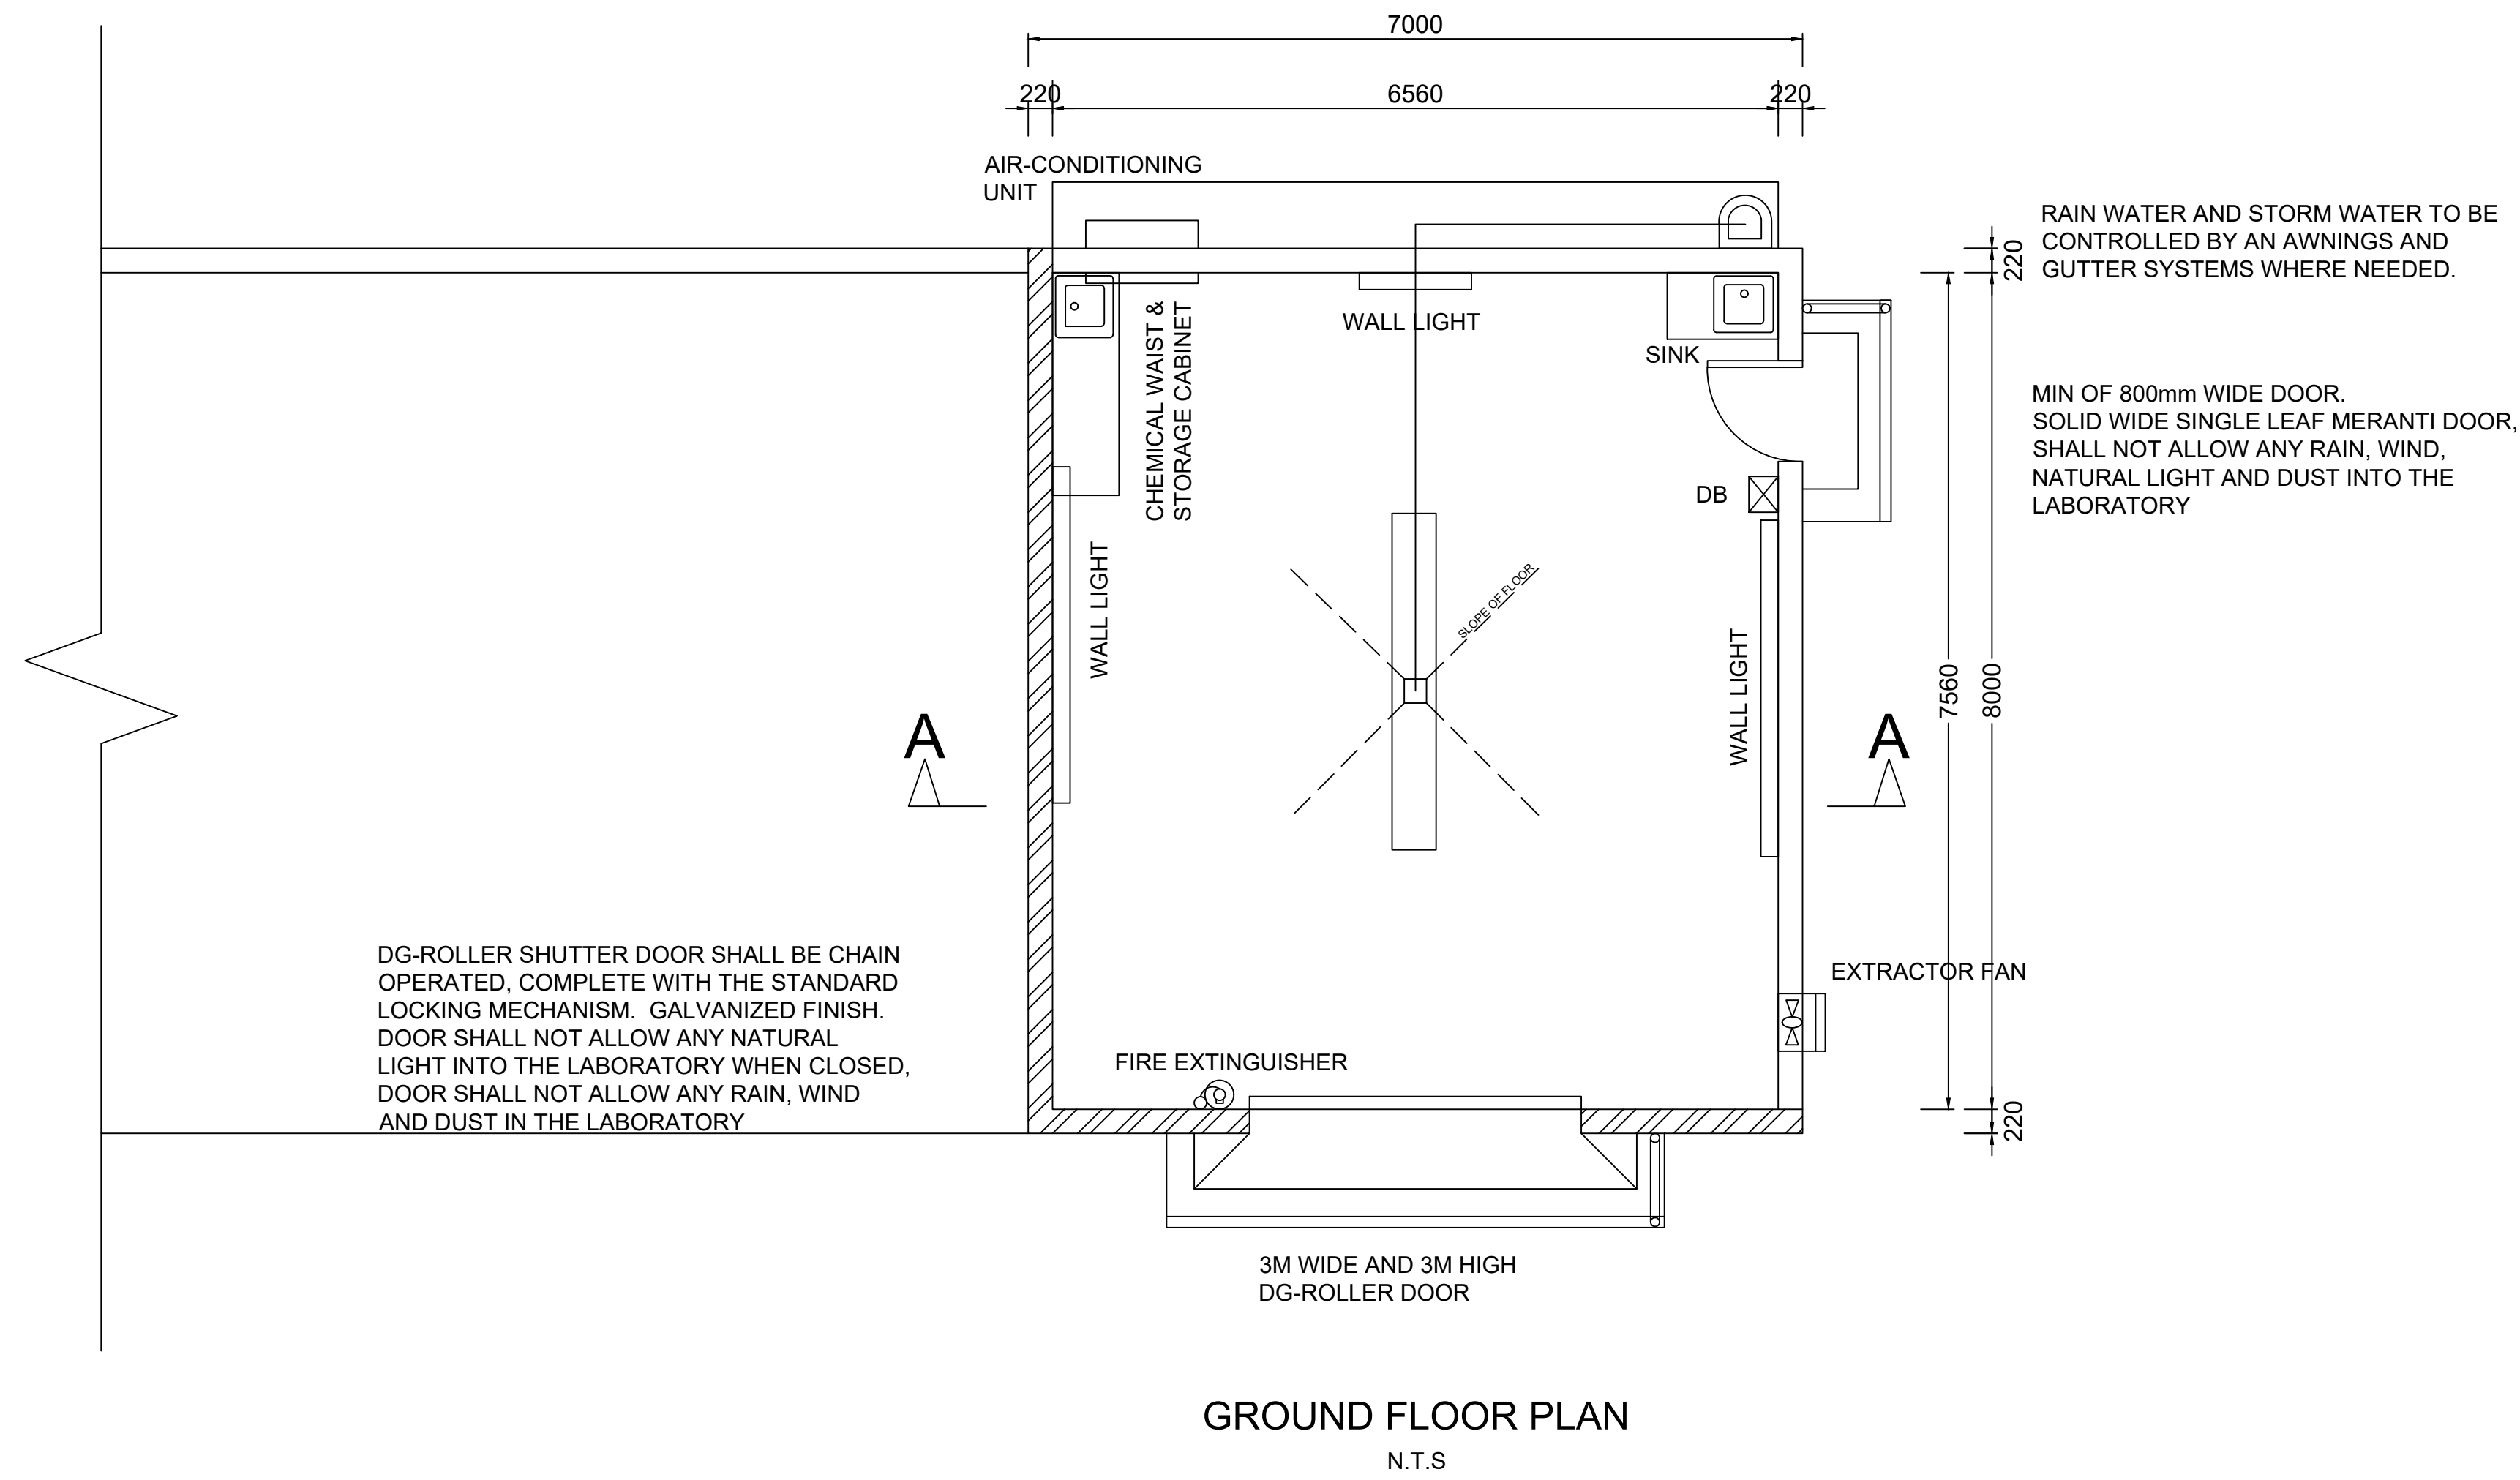 7000
220
6560
220
AIR-CONDITIONING
UNIT
RAIN WATER AND STORM WATER TO BE
CONTROLLED BY AN AWNINGS AND
GUTTER SYSTEMS WHERE NEEDED.
220
CHEMICAL WAIST &
STORAGE CABINET
WALL LIGHT
SINK
MIN OF 800mm WIDE DOOR.
SOLID WIDE SINGLE LEAF MERANTI DOOR,
SHALL NOT ALLOW ANY RAIN, WIND,
NATURAL LIGHT AND DUST INTO THE
LABORATORY
DB
WALL LIGHT
SLOPE OF FLOOR
WALL LIGHT
7560
8000
A
A
DG-ROLLER SHUTTER DOOR SHALL BE CHAIN
OPERATED, COMPLETE WITH THE STANDARD
LOCKING MECHANISM. GALVANIZED FINISH.
DOOR SHALL NOT ALLOW ANY NATURAL
LIGHT INTO THE LABORATORY WHEN CLOSED,
DOOR SHALL NOT ALLOW ANY RAIN, WIND
AND DUST IN THE LABORATORY
EXTRACTOR FAN
FIRE EXTINGUISHER
220
3M WIDE AND 3M HIGH
DG-ROLLER DOOR
GROUND FLOOR PLAN
N.T.S